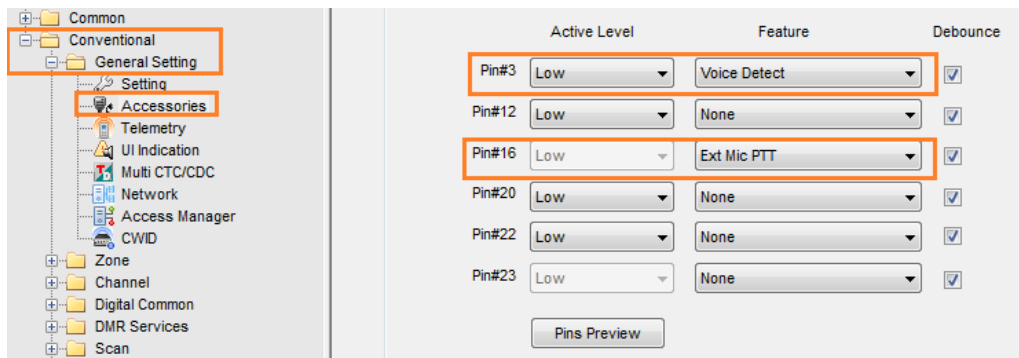 Common
Conventional
General Setting
Setting
Accessories
Telemetry
UI Indication
Multi CTC/CDC
Network
Access Manager
CWID
Zone
Channel
Digital Common
DMR Services
Scan
Active Level Feature Debounce
Pin#3 Low Voice Detect
Pin#12 Low None
Pin#16 Low Ext Mic PTT
Pin#20 Low None
Pin#22 Low None
Pin#23 Low None
Pins Preview